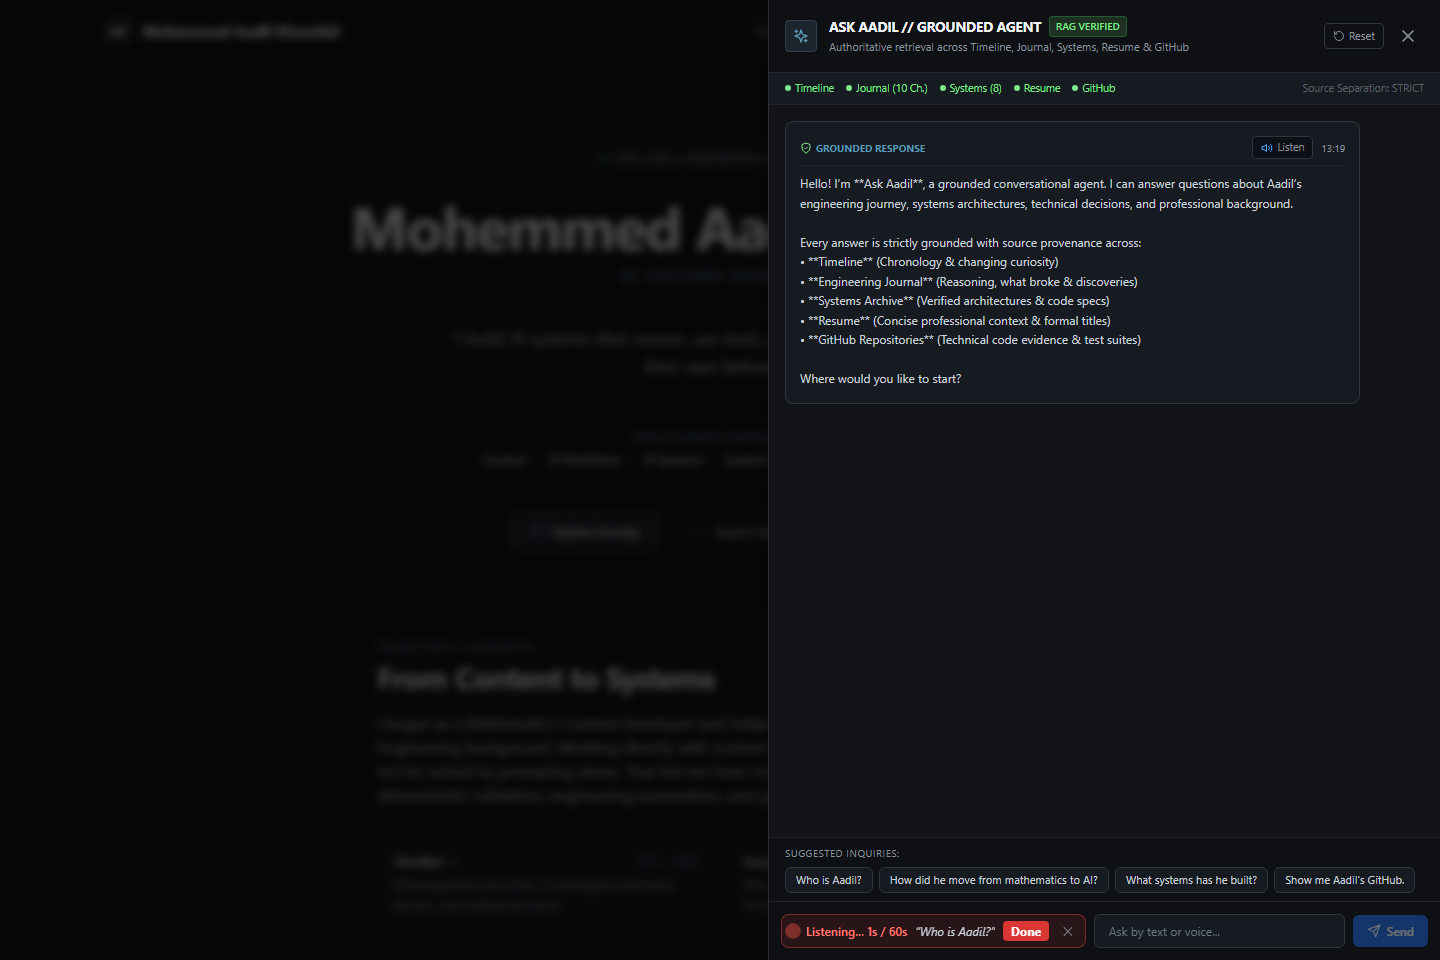 Mohammed Aadil Khurshid
ASK AADIL // GROUNDED AGENT
RAG VERIFIED
Authoritative retrieval across Timeline, Journal, Systems, Resume & GitHub
Reset
Timeline
Journal (10 Ch.)
Systems (8)
Resume
GitHub
Source Separation: STRICT
GROUNDED RESPONSE
Listen
13:19
Hello! I'm **Ask Aadil**, a grounded conversational agent. I can answer questions about Aadil's
engineering journey, systems architectures, technical decisions, and professional background.
Every answer is strictly grounded with source provenance across:
• **Timeline** (Chronology & changing curiosity)
• **Engineering Journal** (Reasoning, what broke & discoveries)
• **Systems Archive** (Verified architectures & code specs)
• **Resume** (Concise professional context & formal titles)
• **GitHub Repositories** (Technical code evidence & test suites)
Where would you like to start?
Mohemmed Aa
From Content to Systems
SUGGESTED INQUIRIES:
Who is Aadil?
How did he move from mathematics to AI?
What systems has he built?
Show me Aadil's GitHub.
Listening... 1s / 60s
"Who is Aadil?"
Done
Ask by text or voice...
Send